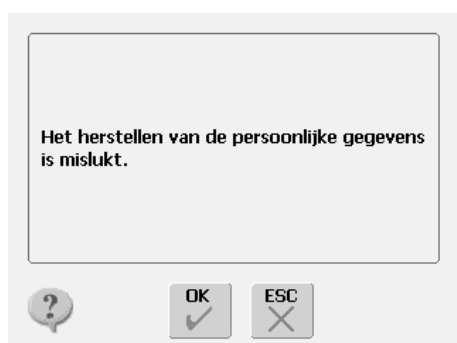 Het herstellen van de persoonlijke gegevens
is mislukt.
? OK ESC